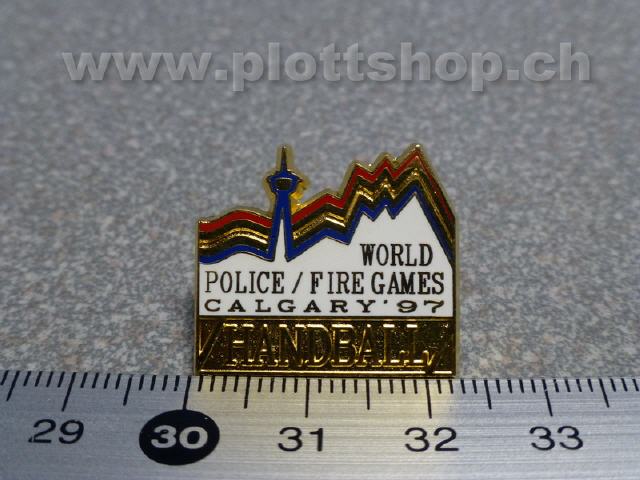 www.plottshop.ch
WORLD
POLICE / FIRE GAMES
CALGARY '97
HANDBALL
29 30 31 32 33